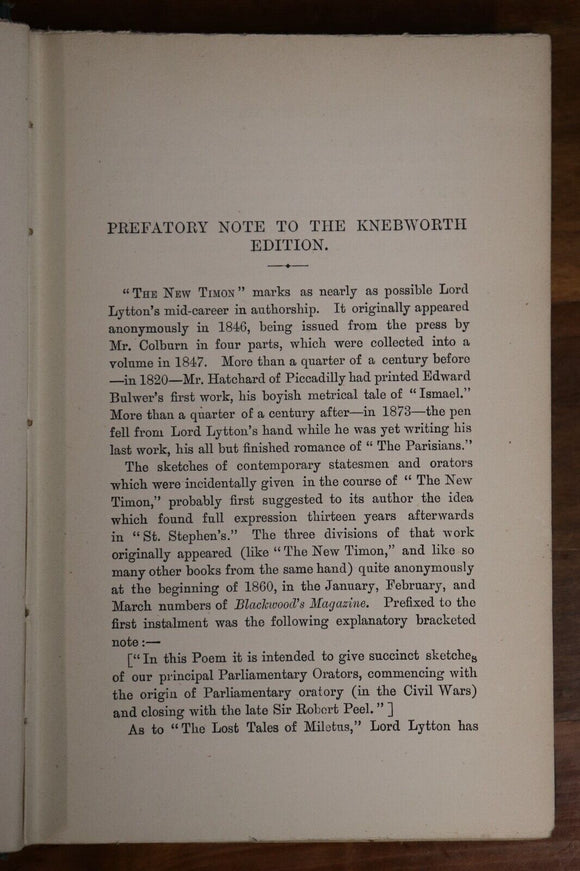 PREFATORY NOTE TO THE KNEBWORTH
EDITION.
“THE NEW TIMON” marks as nearly as possible Lord
Lytton's mid-career in authorship. It originally appeared
anonymously in 1846, being issued from the press by
Mr. Colburn in four parts, which were collected into a
volume in 1847. More than a quarter of a century before
—in 1820—Mr. Hatchard of Piccadilly had printed Edward
Bulwer's first work, his boyish metrical tale of “Ismael.”
More than a quarter of a century after—in 1873—the pen
fell from Lord Lytton's hand while he was yet writing his
last work, his all but finished romance of “The Parisians.”
The sketches of contemporary statesmen and orators
which were incidentally given in the course of “The New
Timon,” probably first suggested to its author the idea
which found full expression thirteen years afterwards
in “St. Stephen's.” The three divisions of that work
originally appeared (like “The New Timon,” and like so
many other books from the same hand) quite anonymously
at the beginning of 1860, in the January, February, and
March numbers of Blackwood's Magazine. Prefixed to the
first instalment was the following explanatory bracketed
note:—
[“In this Poem it is intended to give succinct sketches
of our principal Parliamentary Orators, commencing with
the origin of Parliamentary oratory (in the Civil Wars)
and closing with the late Sir Robert Peel.”]
As to “The Lost Tales of Miletus,” Lord Lytton has